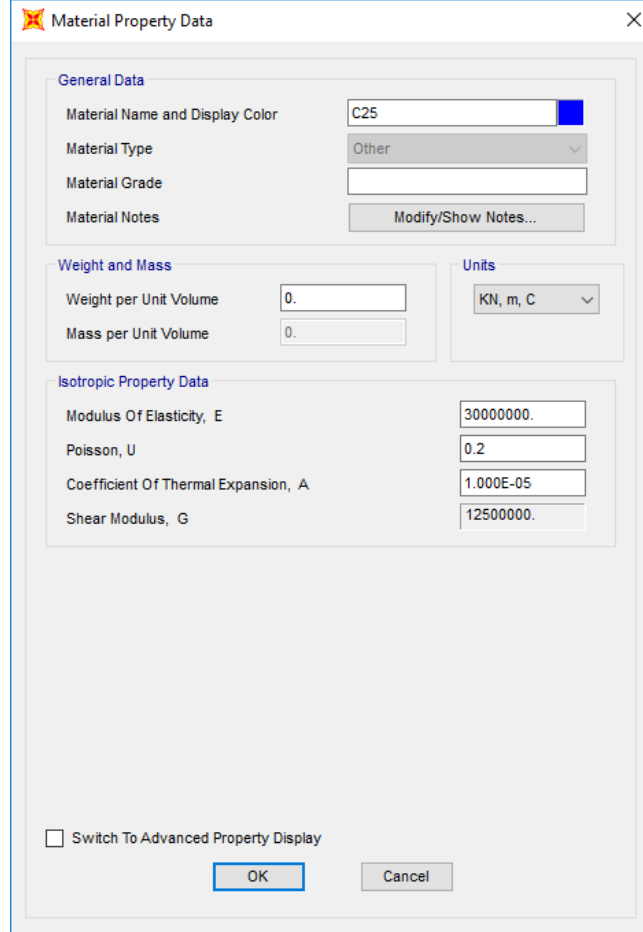 Material Property Data
General Data
Material Name and Display Color C25
Material Type Other
Material Grade
Material Notes Modify/Show Notes...
Weight and Mass
Weight per Unit Volume 0.
Mass per Unit Volume 0.
Units
KN, m, C
Isotropic Property Data
Modulus Of Elasticity, E 30000000.
Poisson, U 0.2
Coefficient Of Thermal Expansion, A 1.000E-05
Shear Modulus, G 12500000.
Switch To Advanced Property Display
OK Cancel